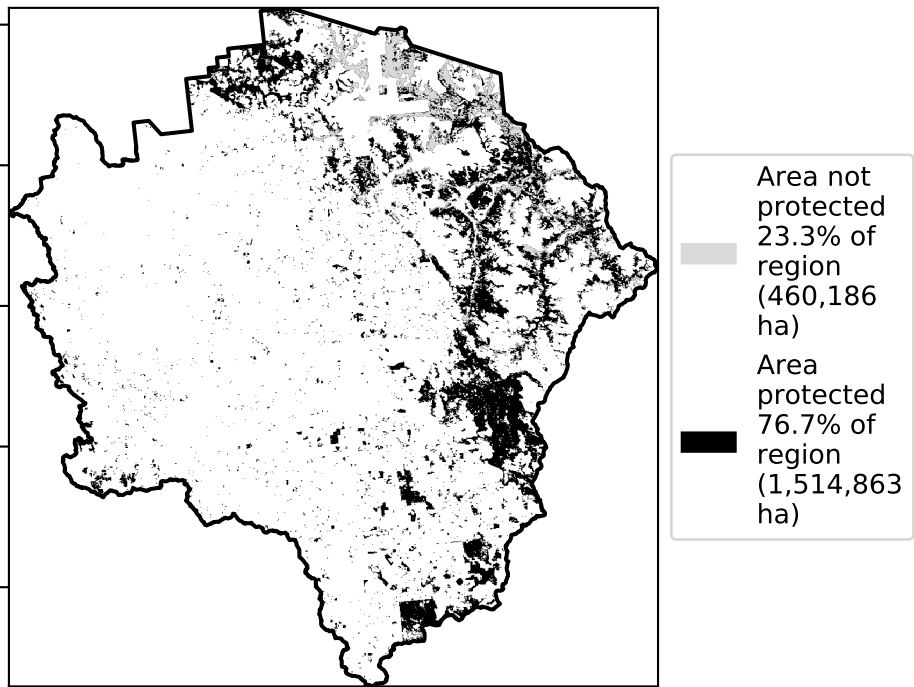 Area not
protected
23.3% of
region
(460,186
ha)
Area
protected
76.7% of
region
(1,514,863
ha)